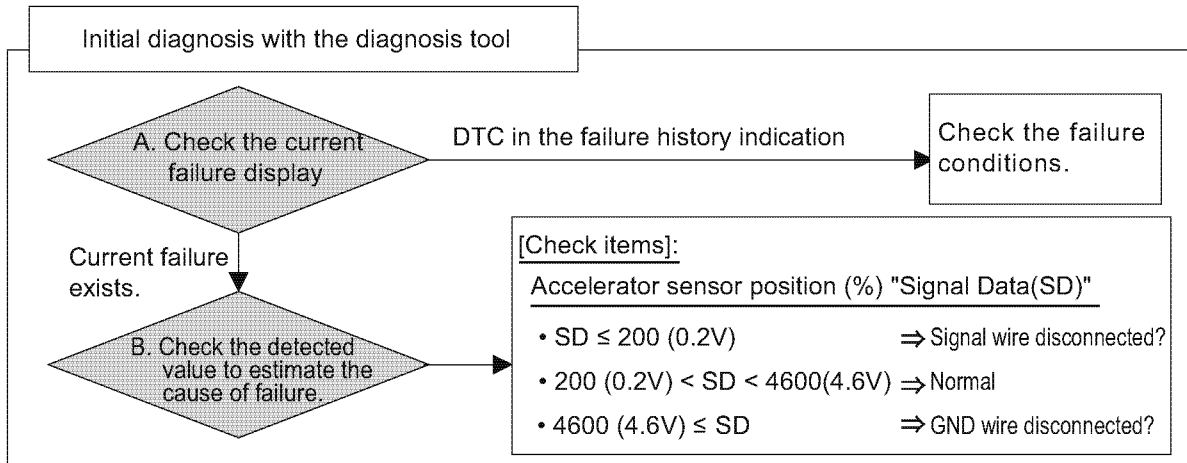 Initial diagnosis with the diagnosis tool
A. Check the current
failure display
DTC in the failure history indication
Check the failure
conditions.
Current failure
exists.
B. Check the detected
value to estimate the
cause of failure.
[Check items]:
Accelerator sensor position (%) "Signal Data(SD)"
• SD ≤ 200 (0.2V) ⇒ Signal wire disconnected?
• 200 (0.2V) < SD < 4600(4.6V) ⇒ Normal
• 4600 (4.6V) ≤ SD ⇒ GND wire disconnected?